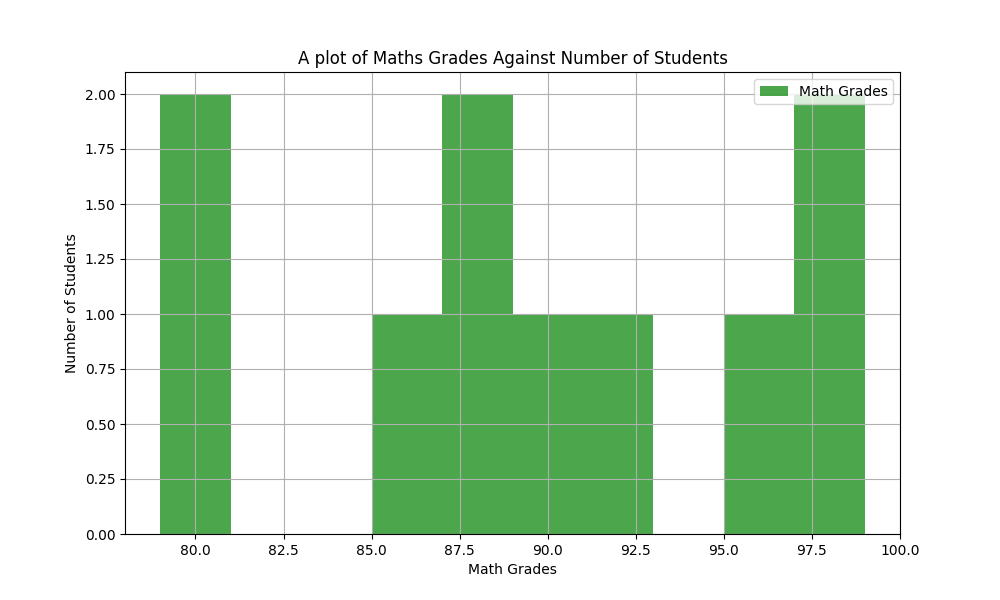 A plot of Maths Grades Against Number of Students
Math Grades
2.00
1.75
1.50
1.25
1.00
0.75
0.50
0.25
0.00
Number of Students
80.0 82.5 85.0 87.5 90.0 92.5 95.0 97.5 100.0
Math Grades